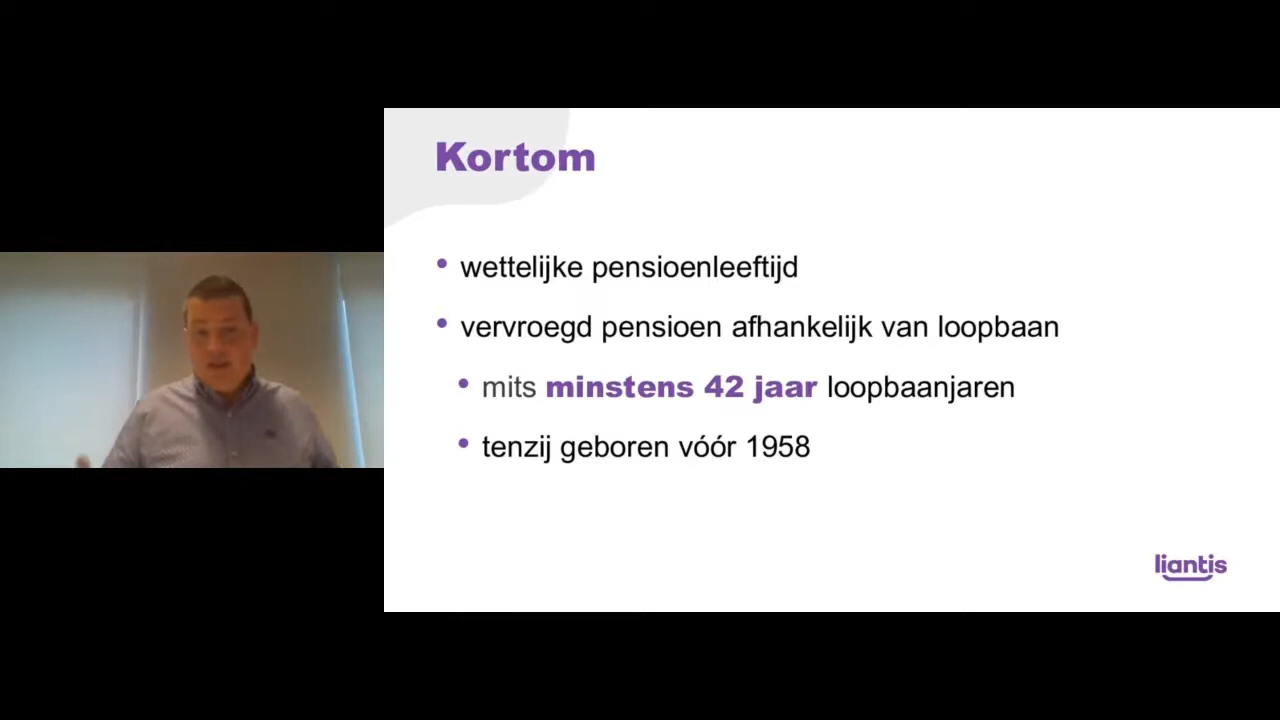 Kortom
• wettelijke pensioenleeftijd
• vervroegd pensioen afhankelijk van loopbaan
• mits minstens 42 jaar loopbaanjaren
• tenzij geboren vóór 1958
liantis